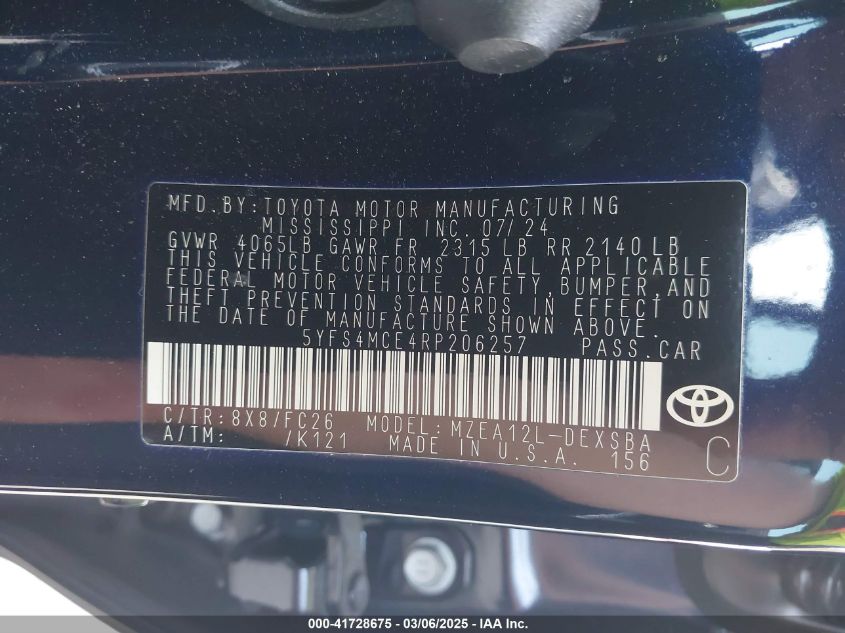 MFD. BY: TOYOTA MOTOR MANUFACTURING
MISSISSIPPI INC. 07/24
GVWR 4065LB GAWR FR 2315 LB RR 2140 LB
THIS VEHICLE CONFORMS TO ALL APPLICABLE
FEDERAL MOTOR VEHICLE SAFETY, BUMPER, AND
THEFT PREVENTION STANDARDS IN EFFECT ON
THE DATE OF MANUFACTURE SHOWN ABOVE.
5YFS4MCE4RP206257 PASS. CAR
C/TR: 8X8/FC26 MODEL: MZEA12L-DEXSBA
A/TM: /K121 MADE IN U.S.A. 156
C
000-41728675 - 03/06/2025 - IAA Inc.